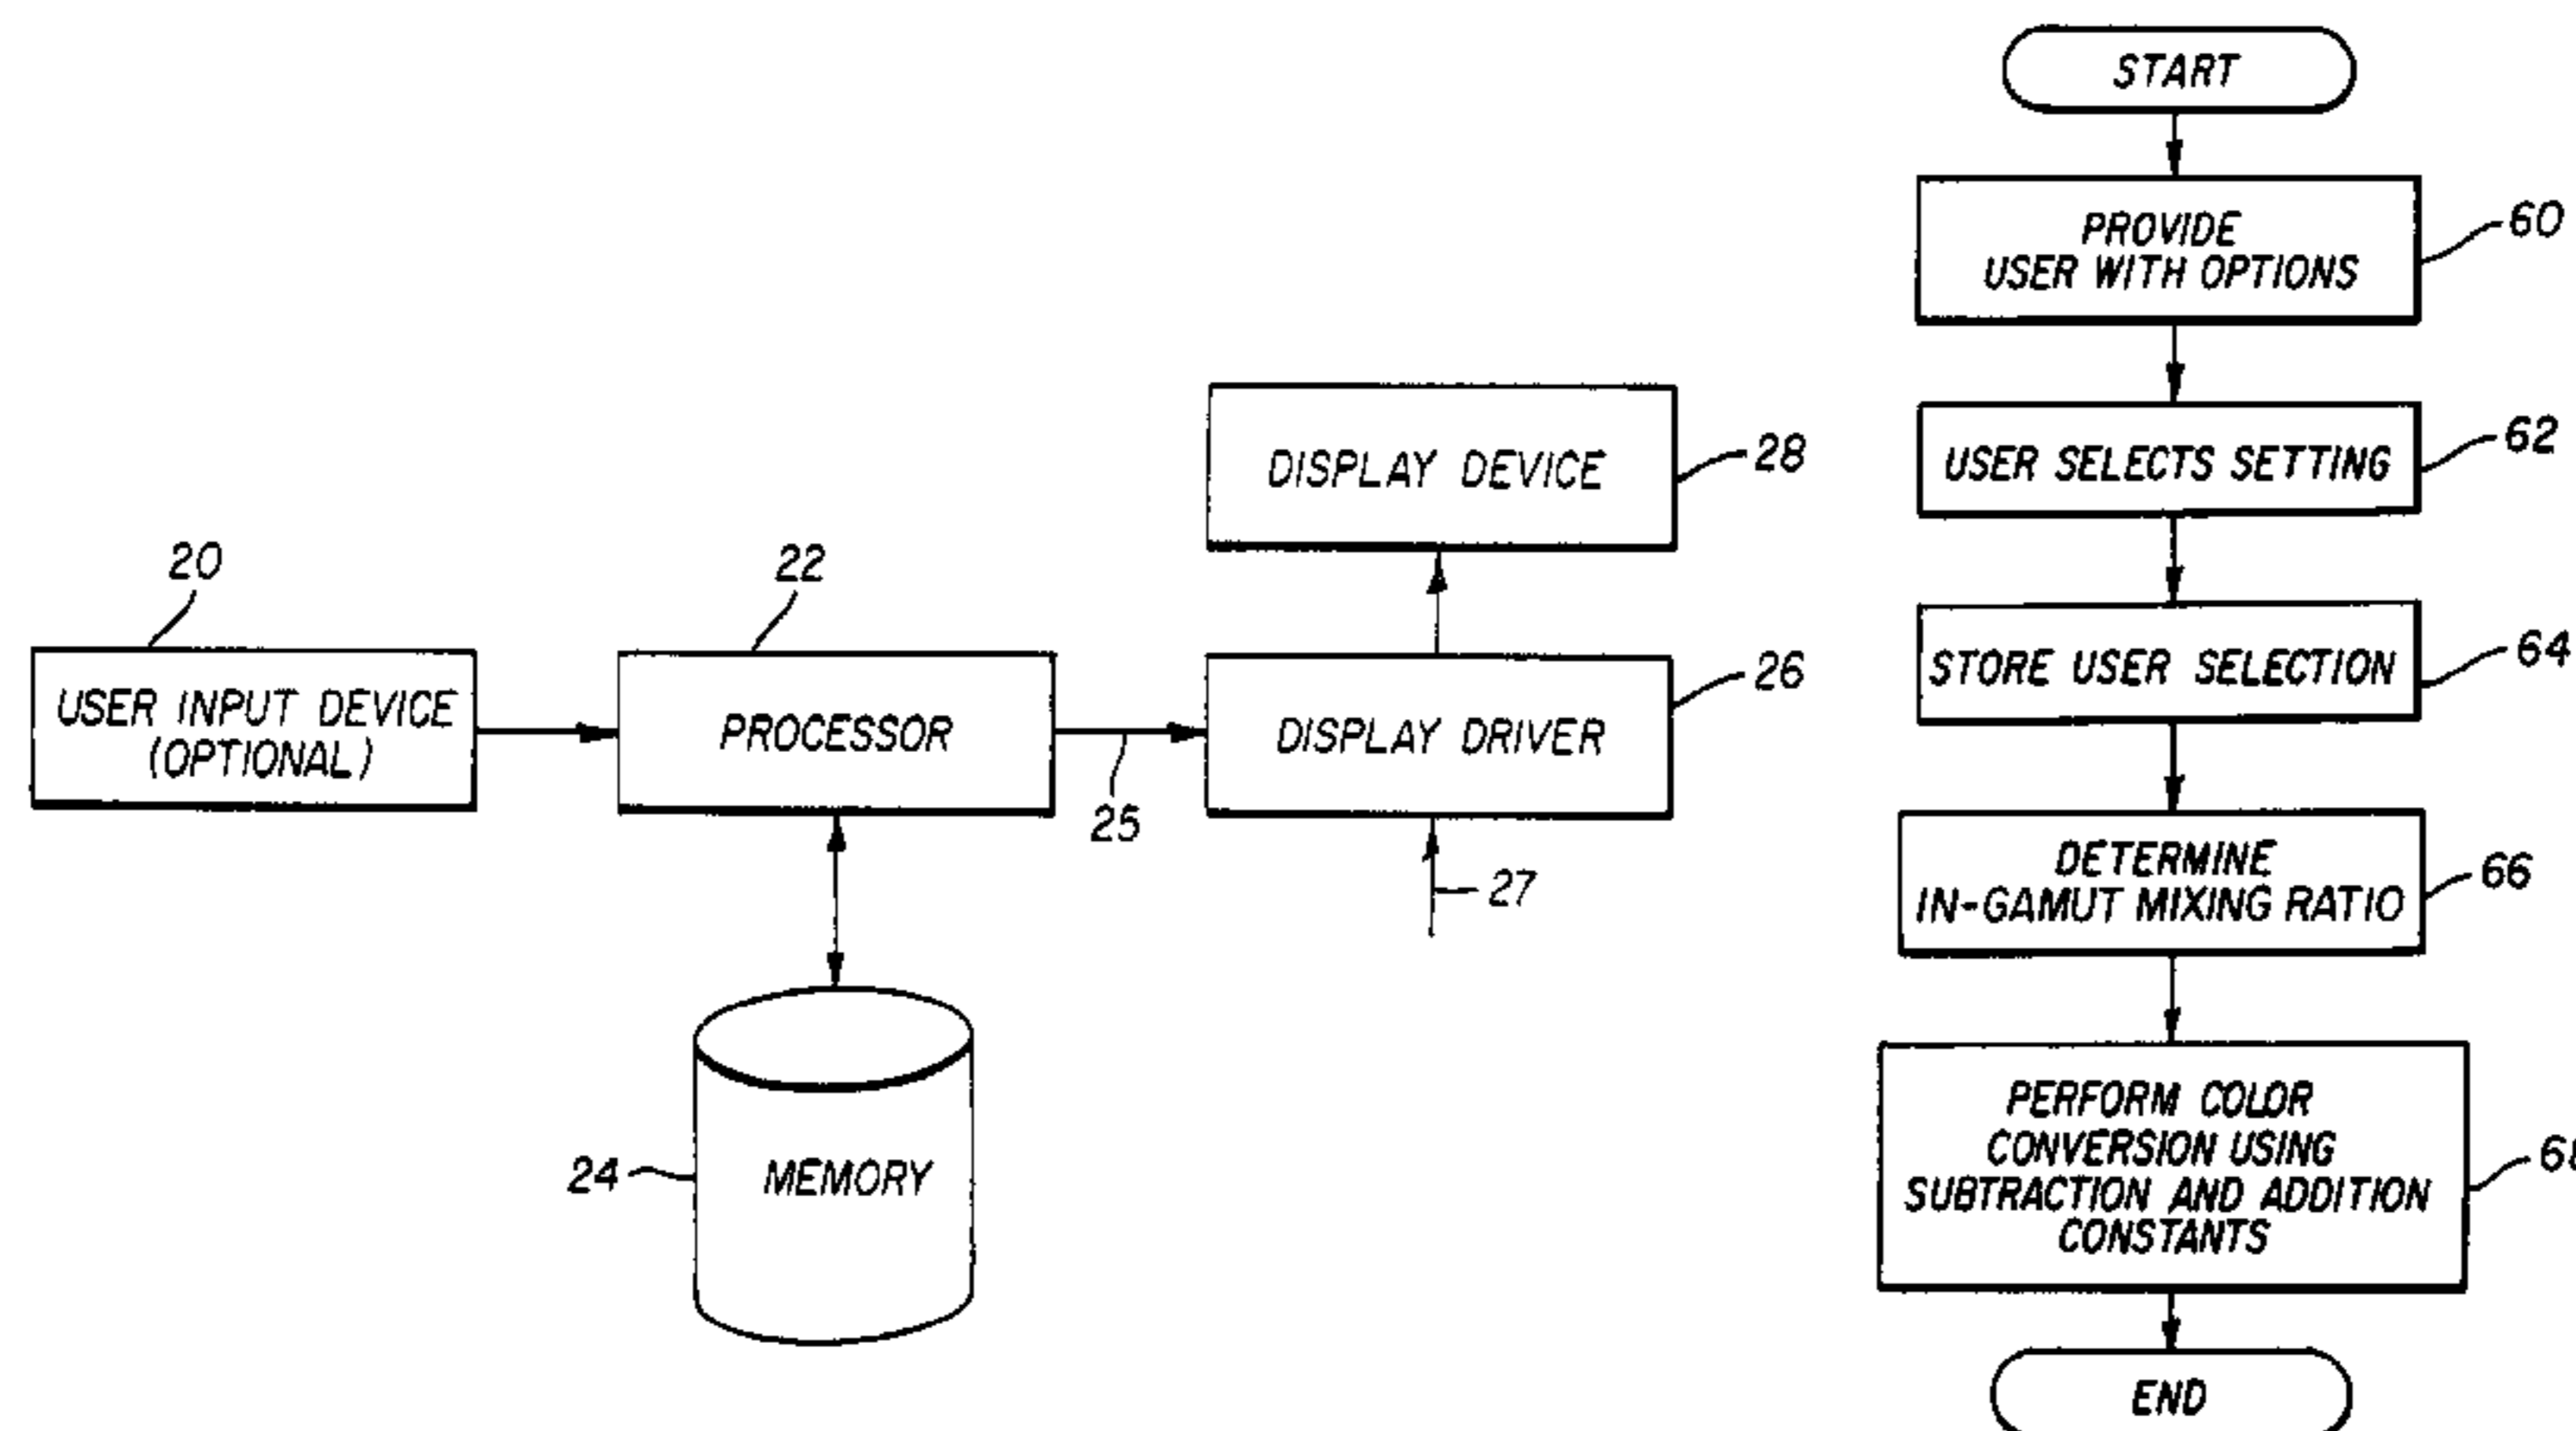 20
USER INPUT DEVICE
(OPTIONAL)
22
PROCESSOR
24
MEMORY
25
DISPLAY DEVICE
28
DISPLAY DRIVER
26
27
START
PROVIDE
USER WITH OPTIONS
60
USER SELECTS SETTING
62
STORE USER SELECTION
64
DETERMINE
IN-GAMUT MIXING RATIO
66
PERFORM COLOR
CONVERSION USING
SUBTRACTION AND ADDITION
CONSTANTS
END